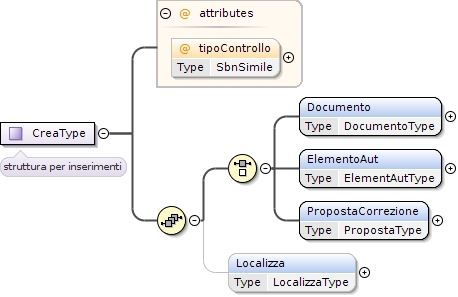 attributes
@ tipoControllo
Type SbnSimile
CreaType
struttura per inserimenti
Documento
Type DocumentoType
ElementoAut
Type ElementAutType
PropostaCorrezione
Type PropostaType
Localizza
Type LocalizzaType